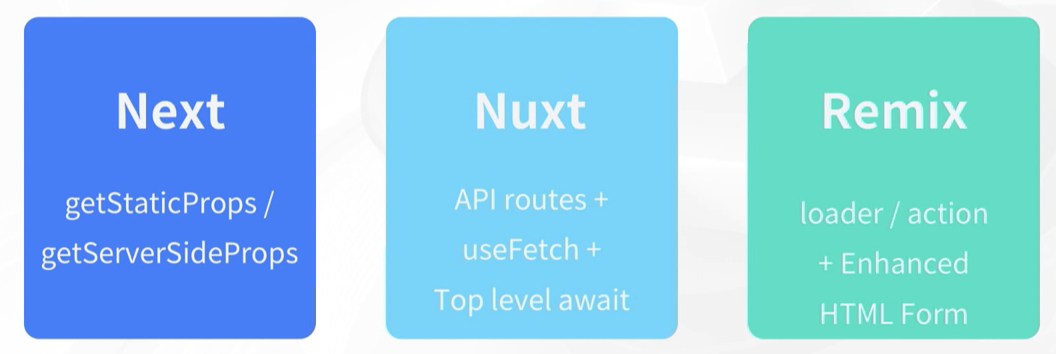 Next
getStaticProps /
getServerSideProps
Nuxt
API routes +
useFetch +
Top level await
Remix
loader / action
+ Enhanced
HTML Form